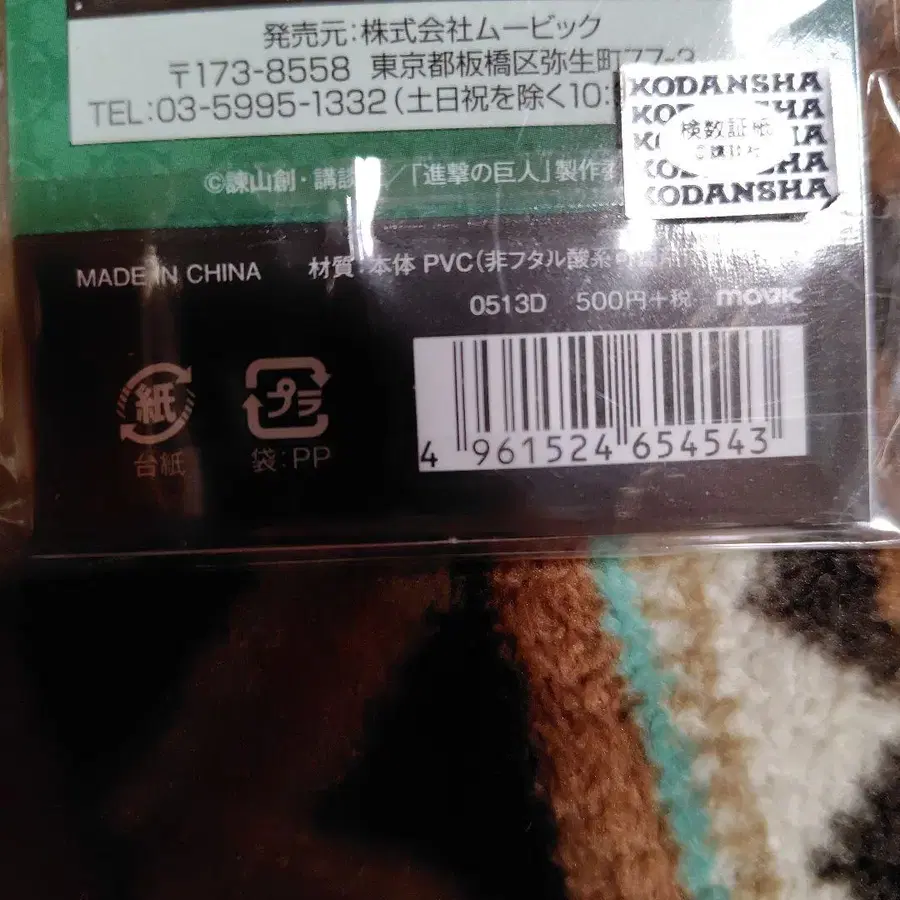 発売元:株式会社ムービック
〒173-8558 東京都板橋区弥生町77-3
TEL:03-5995-1332(土日祝を除く10:
KODANSHA
KODANSHA
検数証紙
KODANSHA
©諫山創・講談 /「進撃の巨人」製作
MADE IN CHINA 材質 本体 PVC(非フタル酸系可
0513D 500円+税 movic
紙
台紙
プラ
袋:PP
4 961524 654543